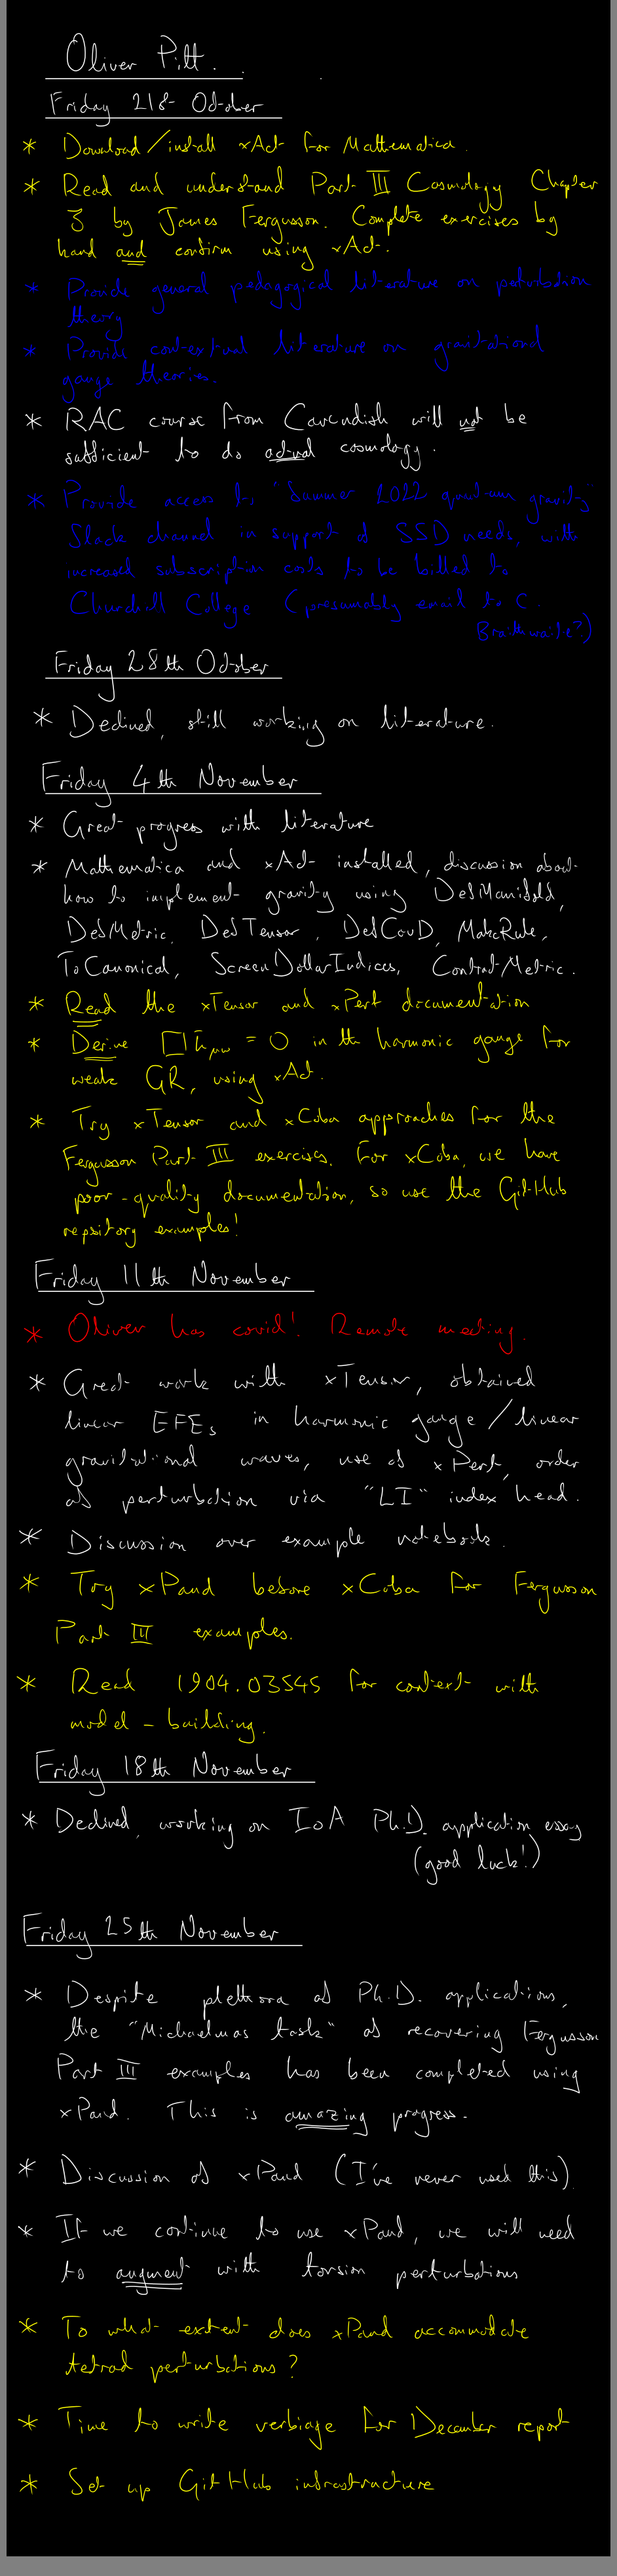 Oliver Pitt.
Friday 21st October
* Download/install xAct for Mathematica.
* Read and understand Part III Cosmology Chapter
3 by James Fergusson. Complete exercises by
hand and confirm using xAct.
* Provide general pedagogical literature on perturbation
theory
* Provide contextual literature on gravitational
gauge theories.
* RAC course from Cavendish will not be
sufficient to do actual cosmology.
* Provide access to "Summer 2022 quantum gravity"
Slack channel in support of SSD needs, with
increased subscription costs to be billed to
Churchill College (presumably email to C.
Braithwaite?)
Friday 28th October
* Declined, still working on literature.
Friday 4th November
* Great progress with literature
* Mathematica and xAct installed, discussion about
how to implement gravity using DefManifold,
DefMetric, DefTensor, DefCovD, MakeRule,
ToCanonical, ScreenDollarIndices, ContractMetric.
* Read the xTensor and xPert documentation
* Derive □h̄μν = 0 in the harmonic gauge for
weak GR, using xAct.
* Try xTensor and xCoba approaches for the
Fergusson Part III exercises. For xCoba, we have
poor-quality documentation, so use the GitHub
repository examples!
Friday 11th November
* Oliver has covid! Remote meeting.
* Great work with xTensor, obtained
linear EFEs in harmonic gauge/linear
gravitational waves, use of xPert, order
of perturbation via "LI" index head.
* Discussion over example notebook.
* Try xPand before xCoba for Fergusson
Part III examples.
* Read 1904.03545 for context with
model-building.
Friday 18th November
* Declined, working on IoA Ph.D. application essay
(good luck!)
Friday 25th November
* Despite plethora of Ph.D. applications,
the "Michaelmas task" of recovering Fergusson
Part III examples has been completed using
xPand. This is amazing progress.
* Discussion of xPand (I've never used this)
* If we continue to use xPand, we will need
to augment with torsion perturbations
* To what extent does xPand accommodate
tetrad perturbations?
* Time to write verbiage for December report
* Set up GitHub infrastructure